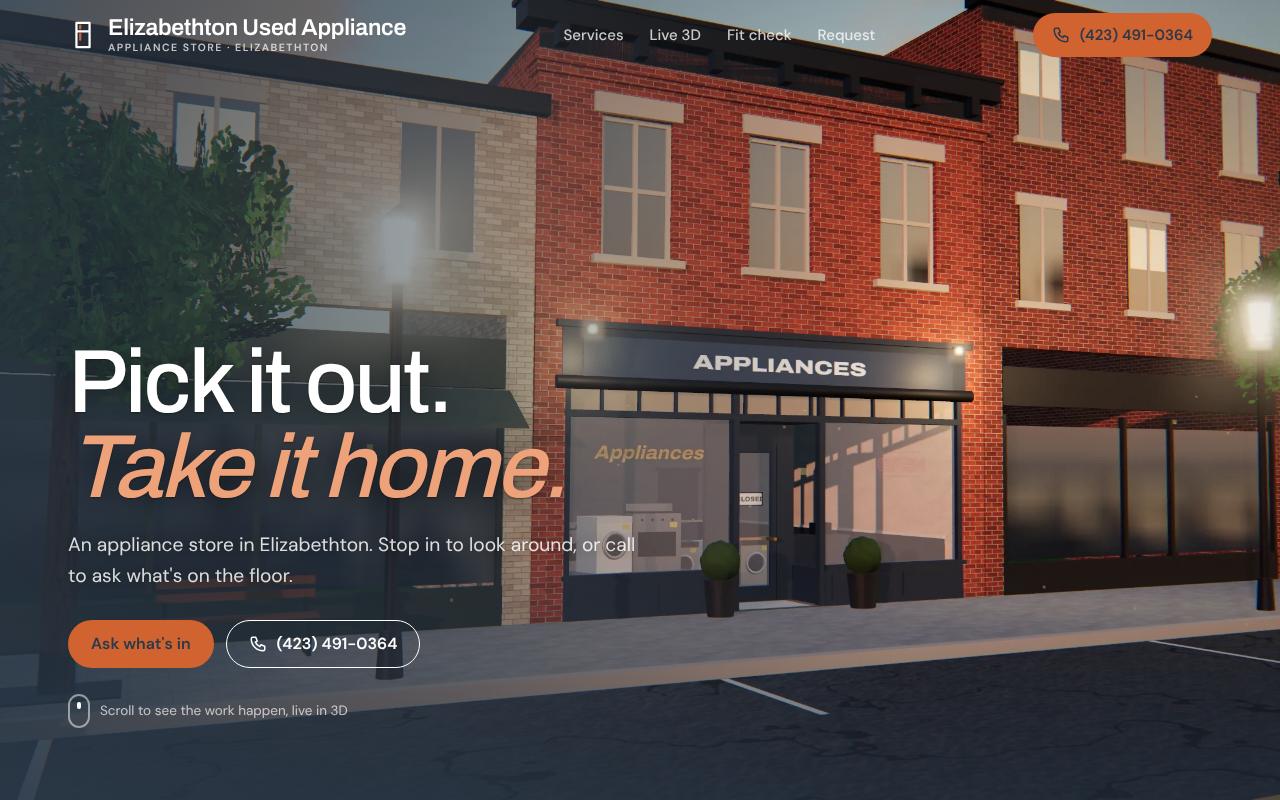 Elizabethton Used Appliance
APPLIANCE STORE · ELIZABETHTON
Services
Live 3D
Fit check
Request
(423) 491-0364
APPLIANCES
Appliances
Pick it out.
Take it home.
An appliance store in Elizabethton. Stop in to look around, or call
to ask what's on the floor.
Ask what's in
(423) 491-0364
Scroll to see the work happen, live in 3D